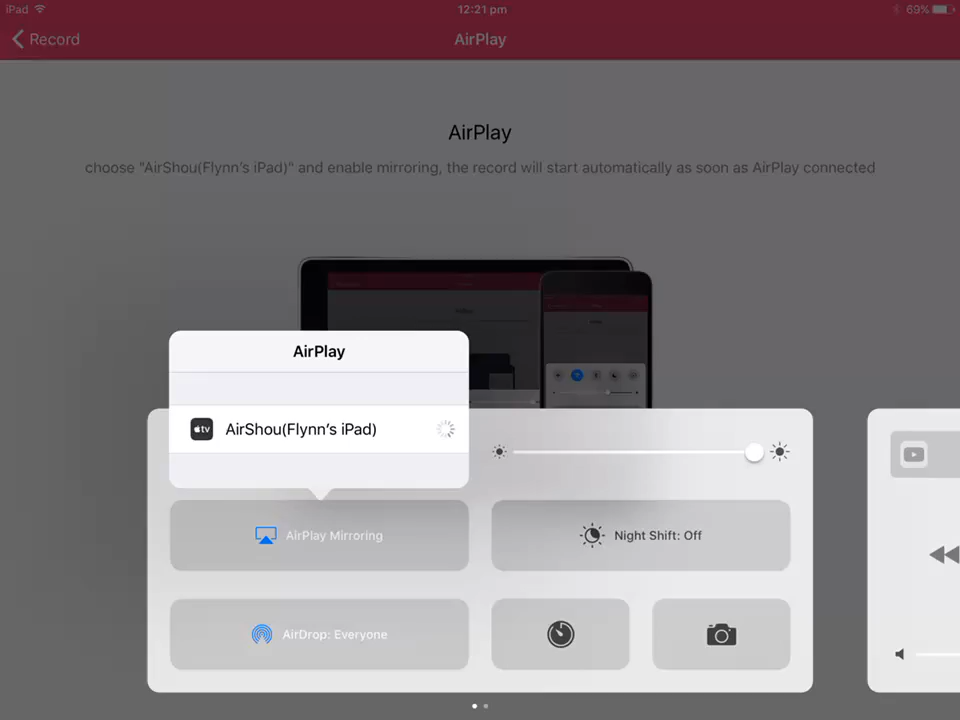 iPad 12:21 pm 69%
Record AirPlay
AirPlay
choose "AirShou(Flynn's iPad)" and enable mirroring, the record will start automatically as soon as AirPlay connected
AirPlay
tv AirShou(Flynn's iPad)
AirPlay Mirroring Night Shift: Off
AirDrop: Everyone